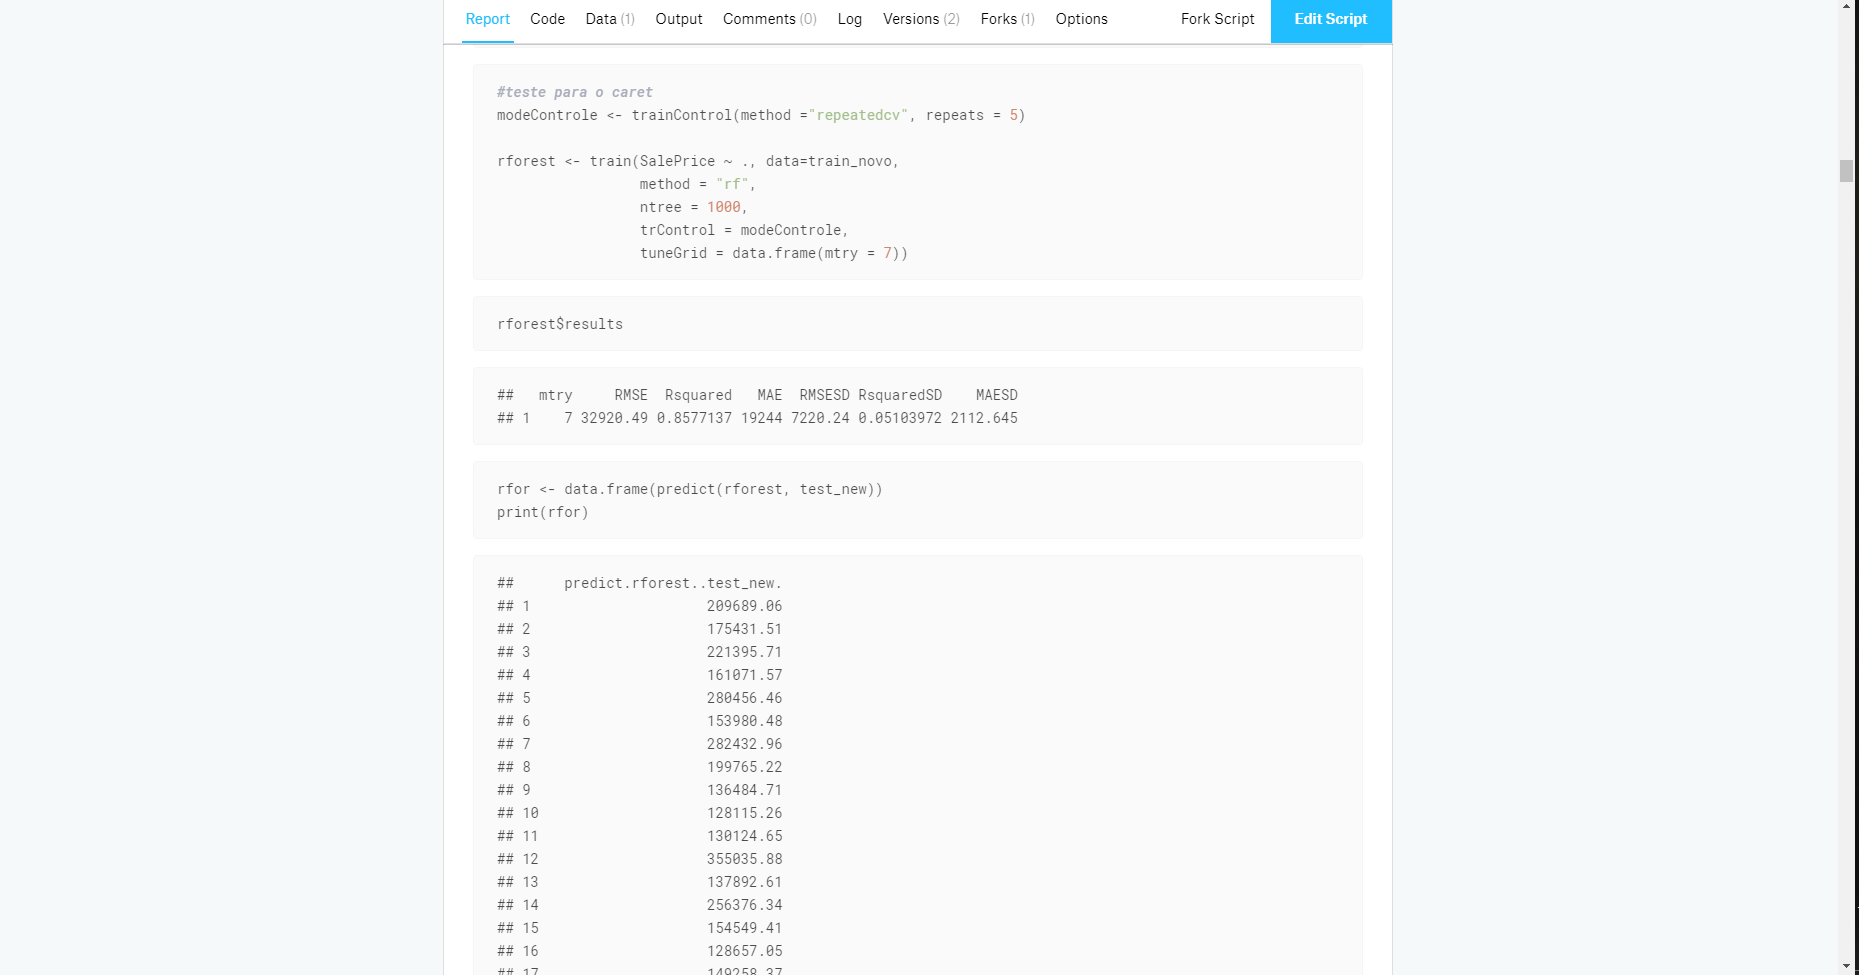 Report Code Data (1) Output Comments (0) Log Versions (2) Forks (1) Options Fork Script Edit Script
#teste para o caret
modeControle <- trainControl(method ="repeatedcv", repeats = 5)
rforest <- train(SalePrice ~ ., data=train_novo,
method = "rf",
ntree = 1000,
trControl = modeControle,
tuneGrid = data.frame(mtry = 7))
rforest$results
## mtry RMSE Rsquared MAE RMSESD RsquaredSD MAESD
## 1 7 32920.49 0.8577137 19244 7220.24 0.05103972 2112.645
rfor <- data.frame(predict(rforest, test_new))
print(rfor)
## predict.rforest..test_new.
## 1 209689.06
## 2 175431.51
## 3 221395.71
## 4 161071.57
## 5 280456.46
## 6 153980.48
## 7 282432.96
## 8 199765.22
## 9 136484.71
## 10 128115.26
## 11 130124.65
## 12 355035.88
## 13 137892.61
## 14 256376.34
## 15 154549.41
## 16 128657.05
## 17 149258.37